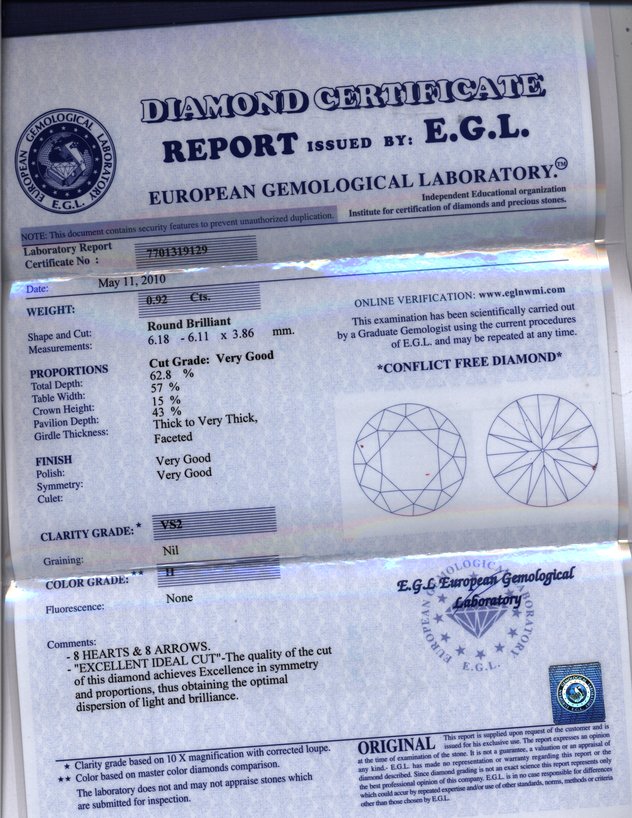 DIAMOND CERTIFICATE
REPORT ISSUED BY: E.G.L.
EUROPEAN GEMOLOGICAL LABORATORY.™
Independent Educational organization
Institute for certification of diamonds and precious stones.
EUROPEAN GEMOLOGICAL LABORATORY
E.G.L.
NOTE: This document contains security features to prevent unauthorized duplication.
Laboratory Report
Certificate No : 7701319129
Date: May 11, 2010
WEIGHT: 0.92 Cts.
Shape and Cut: Round Brilliant
Measurements: 6.18 - 6.11 x 3.86 mm.
Cut Grade: Very Good
PROPORTIONS
Total Depth: 62.8 %
Table Width: 57 %
Crown Height: 15 %
Pavilion Depth: 43 %
Girdle Thickness: Thick to Very Thick,
Faceted
FINISH
Polish: Very Good
Symmetry: Very Good
Culet:
CLARITY GRADE: * VS2
Graining: Nil
COLOR GRADE: ** H
Fluorescence: None
Comments:
- 8 HEARTS & 8 ARROWS.
- "EXCELLENT IDEAL CUT"-The quality of the cut
of this diamond achieves Excellence in symmetry
and proportions, thus obtaining the optimal
dispersion of light and brilliance.
ONLINE VERIFICATION: www.eglnwmi.com
This examination has been scientifically carried out
by a Graduate Gemologist using the current procedures
of E.G.L. and may be repeated at any time.
*CONFLICT FREE DIAMOND*
E.G.L European Gemological
Laboratory
EUROPEAN GEMOLOGICAL LABORATORY
E.G.L.
* Clarity grade based on 10 X magnification with corrected loupe.
** Color based on master color diamonds comparison.
The laboratory does not and may not appraise stones which
are submitted for inspection.
ORIGINAL This report is supplied upon request of the customer and is
issued for his exclusive use. The report expresses an opinion
at the time of examination of the stone. It is not a guarantee, a valuation or an appraisal of
any kind.- E.G.L. has made no representation or warranty regarding this report or the
diamond described. Since diamond grading is not an exact science this report represents only
the best professional opinion of this company. E.G.L. is in no case responsible for differences
which could occur by repeated expertise and/or use of other standards, norms, methods or criteria
other than those chosen by E.G.L.